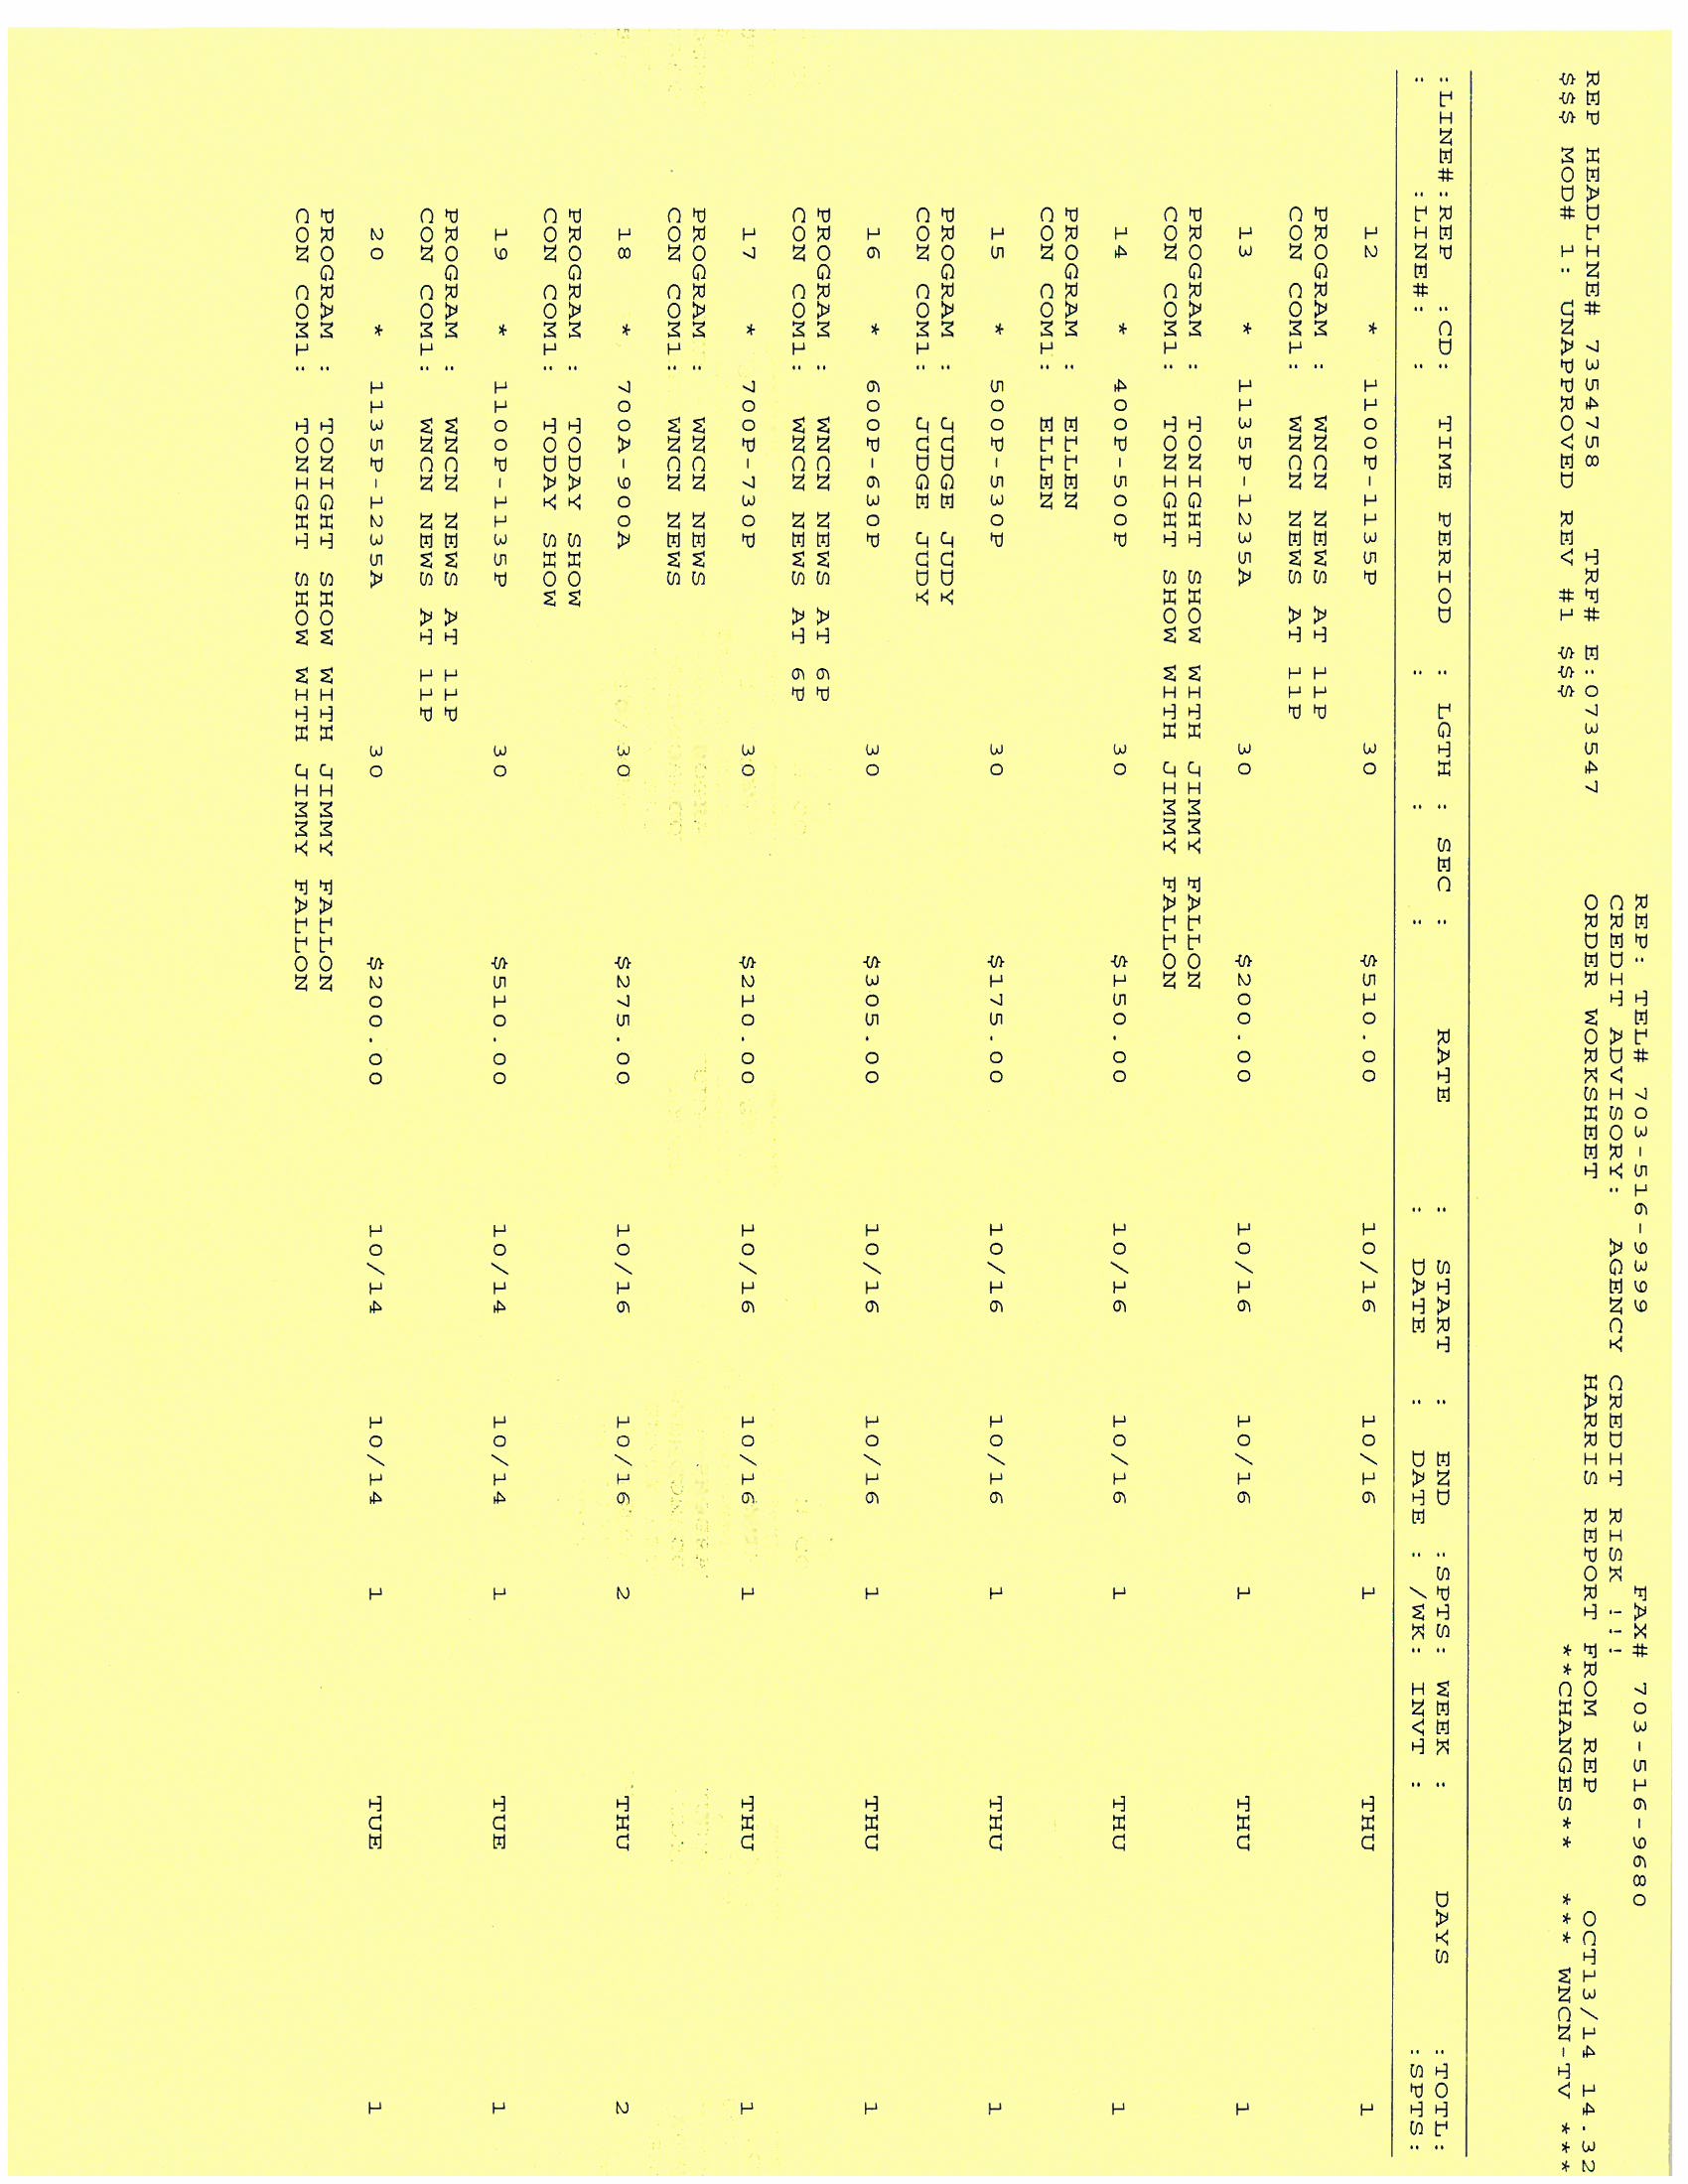 REP: TEL# 703-516-9399 FAX# 703-516-9680
CREDIT ADVISORY: AGENCY CREDIT RISK !!!
REP HEADLINE# 7354758 TRF# E:073547 ORDER WORKSHEET HARRIS REPORT FROM REP OCT13/14 14.32
$$$ MOD# 1: UNAPPROVED REV #1 $$$ **CHANGES** *** WNCN-TV ***
:LINE#:REP :CD: TIME PERIOD : LGTH : SEC : RATE : START : END :SPTS: WEEK : DAYS :TOTL:
: :LINE#: : : : : DATE : DATE : /WK: INVT : :SPTS:
12 * 1100P-1135P 30 $510.00 10/16 10/16 1 THU 1
PROGRAM : WNCN NEWS AT 11P
CON COM1: WNCN NEWS AT 11P
13 * 1135P-1235A 30 $200.00 10/16 10/16 1 THU 1
PROGRAM : TONIGHT SHOW WITH JIMMY FALLON
CON COM1: TONIGHT SHOW WITH JIMMY FALLON
14 * 400P-500P 30 $150.00 10/16 10/16 1 THU 1
PROGRAM : ELLEN
CON COM1: ELLEN
15 * 500P-530P 30 $175.00 10/16 10/16 1 THU 1
PROGRAM : JUDGE JUDY
CON COM1: JUDGE JUDY
16 * 600P-630P 30 $305.00 10/16 10/16 1 THU 1
PROGRAM : WNCN NEWS AT 6P
CON COM1: WNCN NEWS AT 6P
17 * 700P-730P 30 $210.00 10/16 10/16 1 THU 1
PROGRAM : WNCN NEWS
CON COM1: WNCN NEWS
18 * 700A-900A 30 $275.00 10/16 10/16 2 THU 2
PROGRAM : TODAY SHOW
CON COM1: TODAY SHOW
19 * 1100P-1135P 30 $510.00 10/14 10/14 1 TUE 1
PROGRAM : WNCN NEWS AT 11P
CON COM1: WNCN NEWS AT 11P
20 * 1135P-1235A 30 $200.00 10/14 10/14 1 TUE 1
PROGRAM : TONIGHT SHOW WITH JIMMY FALLON
CON COM1: TONIGHT SHOW WITH JIMMY FALLON